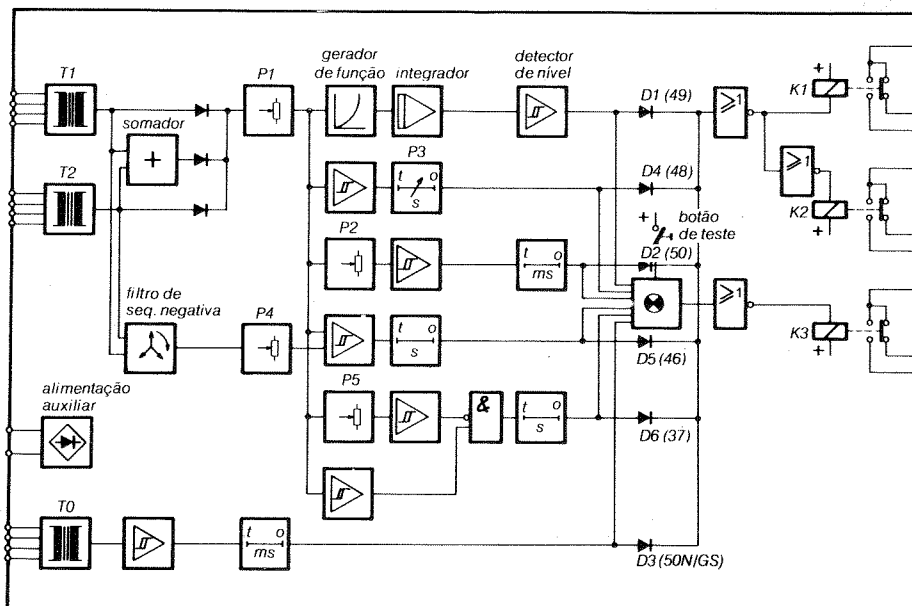 T1
somador
+
T2
filtro de
seq. negativa
alimentação
auxiliar
T0
P1
P4
gerador
de função
integrador
detector
de nível
P3
t o
s
P2
t o
ms
t o
s
P5
&
t o
s
t o
ms
D1 (49)
D4 (48)
+
botão
de teste
D2 (50)
D5 (46)
D6 (37)
D3 (50N/GS)
≥1
≥1
≥1
+
K1
K2
+
K3
+